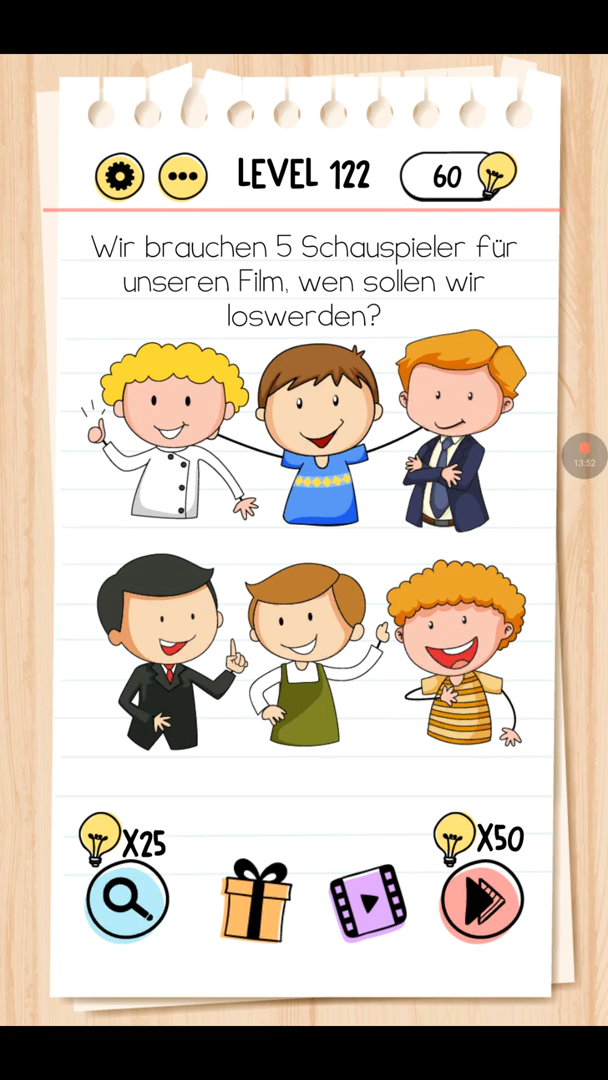 LEVEL 122
60
Wir brauchen 5 Schauspieler für
unseren Film, wen sollen wir
loswerden?
13:52
X25
X50